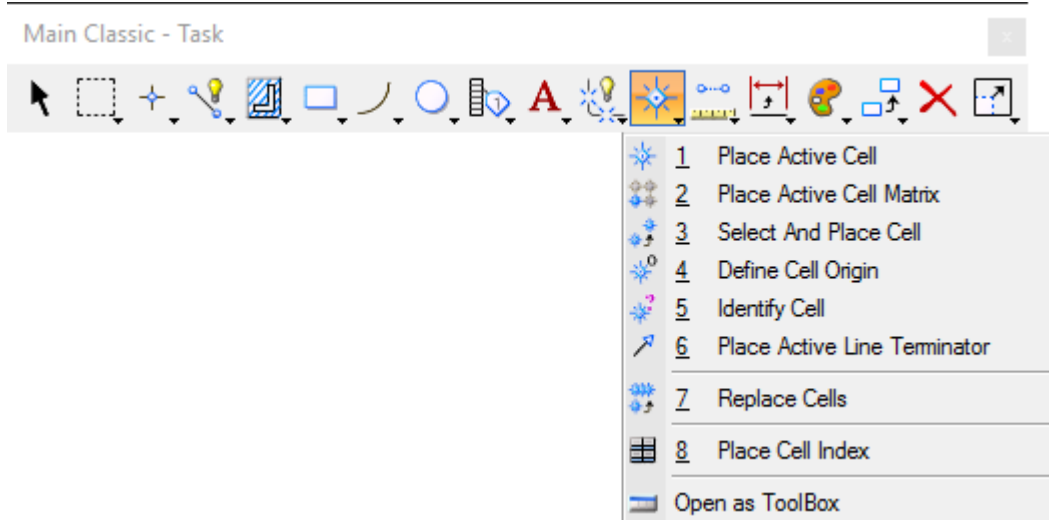 Main Classic - Task
x
1
A
1 Place Active Cell
2 Place Active Cell Matrix
3 Select And Place Cell
4 Define Cell Origin
5 Identify Cell
6 Place Active Line Terminator
7 Replace Cells
8 Place Cell Index
Open as ToolBox